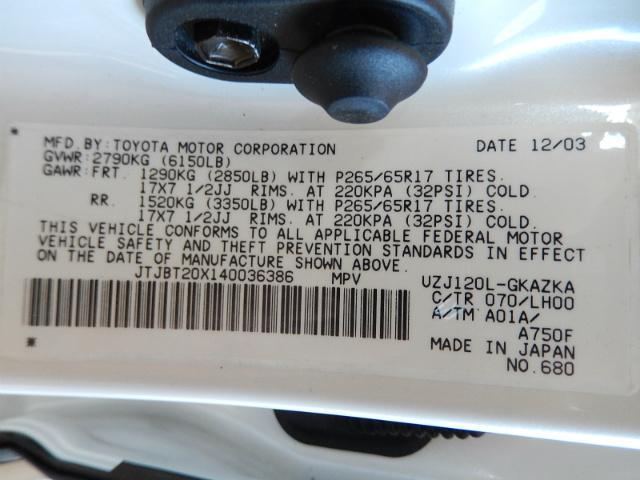 MFD.BY:TOYOTA MOTOR CORPORATION DATE 12/03
GVWR:2790KG (6150LB)
GAWR:FRT. 1290KG (2850LB) WITH P265/65R17 TIRES.
17X7 1/2JJ RIMS. AT 220KPA (32PSI) COLD.
RR. 1520KG (3350LB) WITH P265/65R17 TIRES.
17X7 1/2JJ RIMS. AT 220KPA (32PSI) COLD.
THIS VEHICLE CONFORMS TO ALL APPLICABLE FEDERAL MOTOR
VEHICLE SAFETY AND THEFT PREVENTION STANDARDS IN EFFECT
ON THE DATE OF MANUFACTURE SHOWN ABOVE.
JTJBT20X140036386 MPV UZJ120L-GKAZKA
C/TR 070/LH00
A/TM A01A/
A750F
MADE IN JAPAN
NO.680